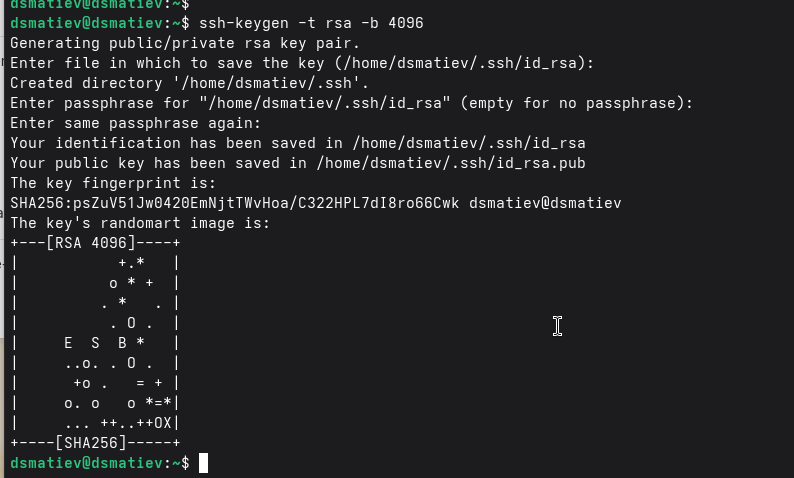 dsmatiev@dsmatiev:~$
dsmatiev@dsmatiev:~$ ssh-keygen -t rsa -b 4096
Generating public/private rsa key pair.
Enter file in which to save the key (/home/dsmatiev/.ssh/id_rsa):
Created directory '/home/dsmatiev/.ssh'.
Enter passphrase for "/home/dsmatiev/.ssh/id_rsa" (empty for no passphrase):
Enter same passphrase again:
Your identification has been saved in /home/dsmatiev/.ssh/id_rsa
Your public key has been saved in /home/dsmatiev/.ssh/id_rsa.pub
The key fingerprint is:
SHA256:psZuV51Jw0420EmNjtTWvHoa/C322HPL7dI8ro66Cwk dsmatiev@dsmatiev
The key's randomart image is:
+---[RSA 4096]----+
|           +.*   |
|          o * +  |
|         . *   . |
|          . O .  |
|     E  S  B *   |
|     ..o. . O .  |
|      +o .   = + |
|     o. o   o *=*|
|     ... ++..++OX|
+----[SHA256]-----+
dsmatiev@dsmatiev:~$